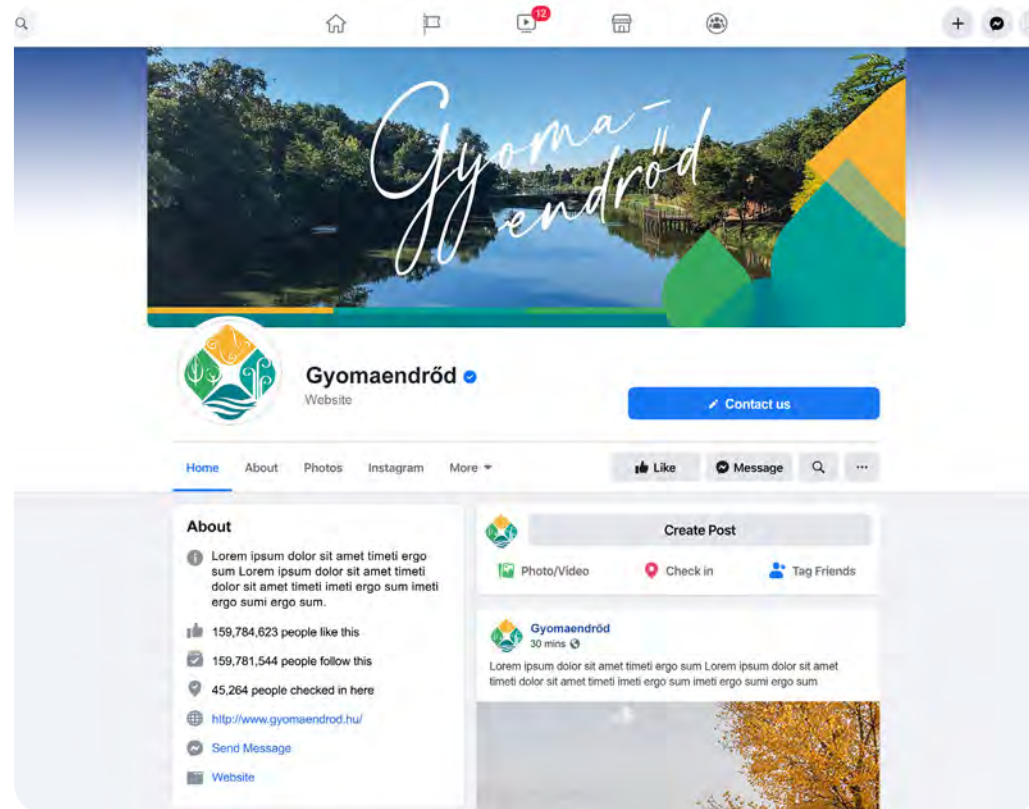 12
Gyoma-
endrőd
Gyomaendrőd
Website
Contact us
Home About Photos Instagram More
Like Message
About
Lorem ipsum dolor sit amet timeti ergo
sum Lorem ipsum dolor sit amet timeti
dolor sit amet timeti imeti ergo sum imeti
ergo sumi ergo sum.
159,784,623 people like this
159,781,544 people follow this
45,264 people checked in here
http://www.gyomaendrod.hu/
Send Message
Website
Create Post
Photo/Video Check in Tag Friends
Gyomaendrőd
30 mins
Lorem ipsum dolor sit amet timeti ergo sum Lorem ipsum dolor sit amet
timeti dolor sit amet timeti imeti ergo sum imeti ergo sumi ergo sum